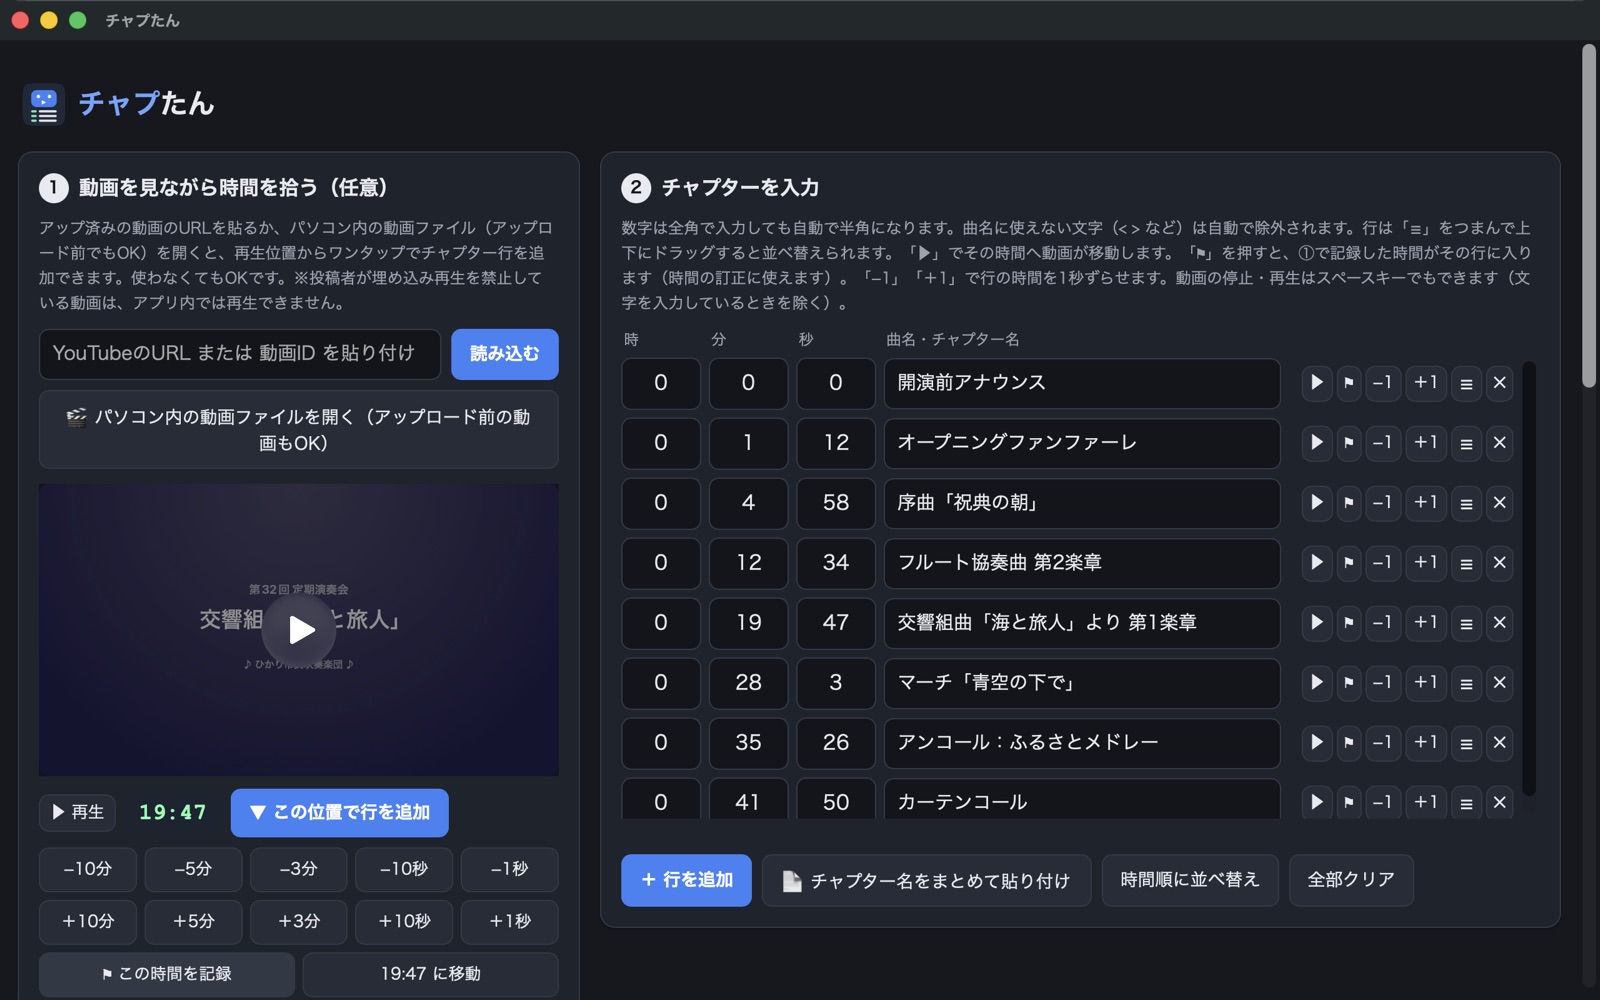 チャプたん
チャプたん
1 動画を見ながら時間を拾う（任意）
アップ済みの動画のURLを貼るか、パソコン内の動画ファイル（アップロ
ード前でもOK）を開くと、再生位置からワンタップでチャプター行を追
加できます。使わなくてもOKです。※投稿者が埋め込み再生を禁止して
いる動画は、アプリ内では再生できません。
YouTubeのURL または 動画ID を貼り付け
読み込む
🎬 パソコン内の動画ファイルを開く（アップロード前の動
画もOK）
第32回 定期演奏会
交響組 と旅人」
♪ ひかり 奏楽団 ♪
▶ 再生
19:47
▼ この位置で行を追加
−10分 −5分 −3分 −10秒 −1秒
＋10分 ＋5分 ＋3分 ＋10秒 ＋1秒
⚑ この時間を記録
19:47 に移動
2 チャプターを入力
数字は全角で入力しても自動で半角になります。曲名に使えない文字（< > など）は自動で除外されます。行は「≡」をつまんで上
下にドラッグすると並べ替えられます。「▶」でその時間へ動画が移動します。「⚑」を押すと、①で記録した時間がその行に入り
ます（時間の訂正に使えます）。「−1」「＋1」で行の時間を1秒ずらせます。動画の停止・再生はスペースキーでもできます（文
字を入力しているときを除く）。
時 分 秒 曲名・チャプター名
0 0 0 開演前アナウンス ▶ ⚑ −1 ＋1 ≡ ✕
0 1 12 オープニングファンファーレ ▶ ⚑ −1 ＋1 ≡ ✕
0 4 58 序曲「祝典の朝」 ▶ ⚑ −1 ＋1 ≡ ✕
0 12 34 フルート協奏曲 第2楽章 ▶ ⚑ −1 ＋1 ≡ ✕
0 19 47 交響組曲「海と旅人」より 第1楽章 ▶ ⚑ −1 ＋1 ≡ ✕
0 28 3 マーチ「青空の下で」 ▶ ⚑ −1 ＋1 ≡ ✕
0 35 26 アンコール：ふるさとメドレー ▶ ⚑ −1 ＋1 ≡ ✕
0 41 50 カーテンコール ▶ ⚑ −1 ＋1 ≡ ✕
＋ 行を追加
チャプター名をまとめて貼り付け
時間順に並べ替え
全部クリア